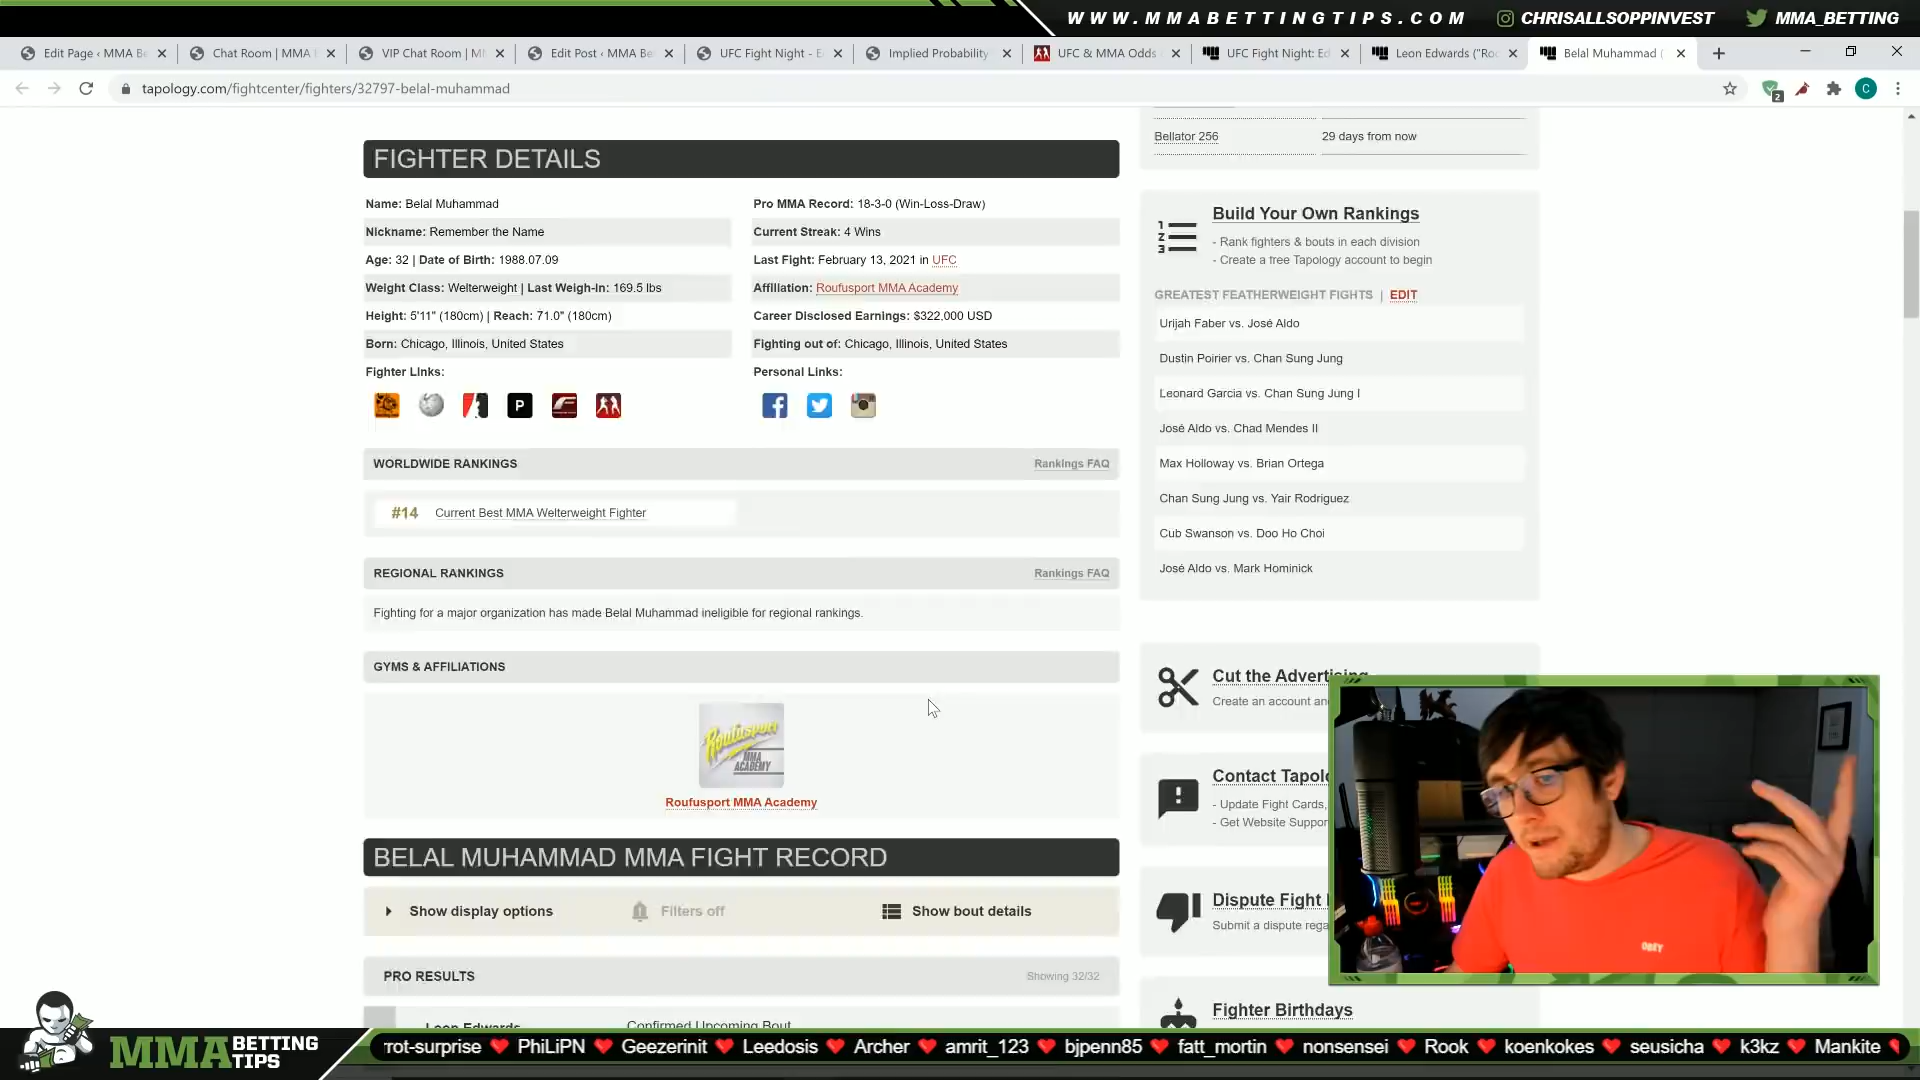 WWW.MMABETTINGTIPS.COM CHRISALLSOPPINVEST MMA_BETTING
Edit Page ‹ MMA Be Chat Room | MMA VIP Chat Room | M Edit Post ‹ MMA Be UFC Fight Night - E Implied Probability UFC & MMA Odds UFC Fight Night: Ed Leon Edwards ("Roc Belal Muhammad (
tapology.com/fightcenter/fighters/32797-belal-muhammad
2
C
Bellator 256 29 days from now
FIGHTER DETAILS
Name: Belal Muhammad
Nickname: Remember the Name
Age: 32 | Date of Birth: 1988.07.09
Weight Class: Welterweight | Last Weigh-In: 169.5 lbs
Height: 5'11" (180cm) | Reach: 71.0" (180cm)
Born: Chicago, Illinois, United States
Fighter Links:
P
Pro MMA Record: 18-3-0 (Win-Loss-Draw)
Current Streak: 4 Wins
Last Fight: February 13, 2021 in UFC
Affiliation: Roufusport MMA Academy
Career Disclosed Earnings: $322,000 USD
Fighting out of: Chicago, Illinois, United States
Personal Links:
WORLDWIDE RANKINGS Rankings FAQ
#14 Current Best MMA Welterweight Fighter
REGIONAL RANKINGS Rankings FAQ
Fighting for a major organization has made Belal Muhammad ineligible for regional rankings.
GYMS & AFFILIATIONS
Roufusport
MMA
ACADEMY
Roufusport MMA Academy
BELAL MUHAMMAD MMA FIGHT RECORD
Show display options Filters off Show bout details
PRO RESULTS Showing 32/32
Leon Edwards Confirmed Upcoming Bout
Build Your Own Rankings
- Rank fighters & bouts in each division
- Create a free Tapology account to begin
GREATEST FEATHERWEIGHT FIGHTS | EDIT
Urijah Faber vs. José Aldo
Dustin Poirier vs. Chan Sung Jung
Leonard Garcia vs. Chan Sung Jung I
José Aldo vs. Chad Mendes II
Max Holloway vs. Brian Ortega
Chan Sung Jung vs. Yair Rodriguez
Cub Swanson vs. Doo Ho Choi
José Aldo vs. Mark Hominick
Cut the Advertising
Create an account an
Contact Tapolo
- Update Fight Cards,
- Get Website Suppor
Dispute Fight
Submit a dispute rega
Fighter Birthdays
OBEY
MMA BETTING TIPS
rot-surprise PhiLiPN Geezerinit Leedosis Archer amrit_123 bjpenn85 fatt_mortin nonsensei Rook koenkokes seusicha k3kz Mankite